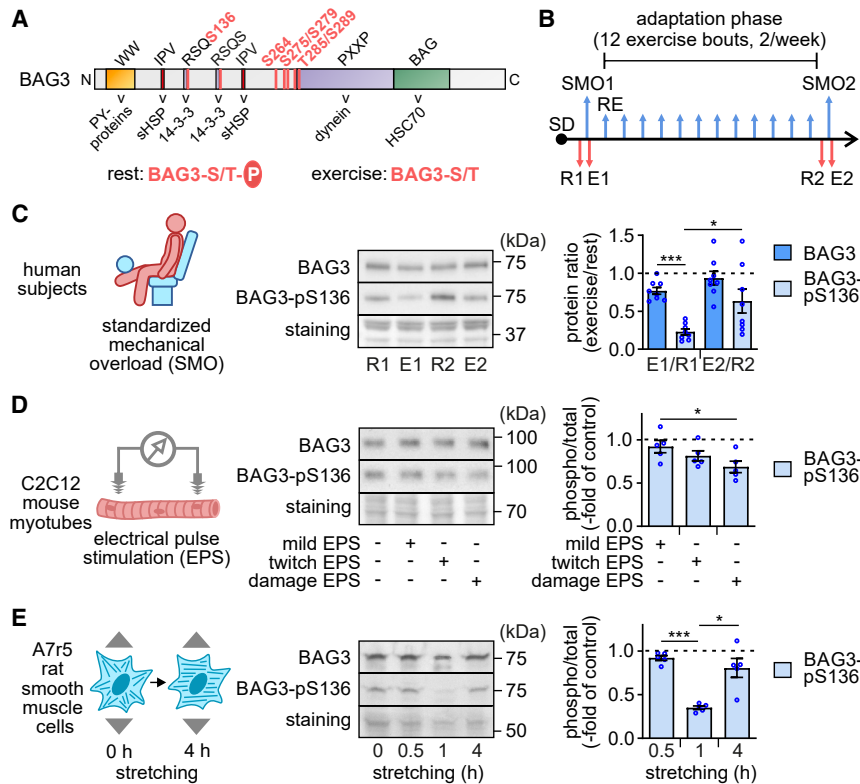 A
WW
IPV
RSQS136
RSQS
IPV
S264
S275/S279
T285/S289
PXXP
BAG
BAG3
N
C
PY-
proteins
sHSP
14-3-3
14-3-3
sHSP
dynein
HSC70
rest: BAG3-S/T-P
exercise: BAG3-S/T
B
adaptation phase
(12 exercise bouts, 2/week)
SMO1
SMO2
RE
SD
R1 E1
R2 E2
C
human
subjects
standardized
mechanical
overload (SMO)
(kDa)
BAG3
75
BAG3-pS136
75
staining
37
R1 E1 R2 E2
protein ratio
(exercise/rest)
1.5
1.0
0.5
0.0
***
*
E1/R1 E2/R2
BAG3
BAG3-
pS136
D
C2C12
mouse
myotubes
electrical pulse
stimulation (EPS)
(kDa)
BAG3
100
BAG3-pS136
100
staining
70
mild EPS - + - -
twitch EPS - - + -
damage EPS - - - +
phospho/total
(-fold of control)
1.0
0.5
0.0
*
BAG3-
pS136
mild EPS + - -
twitch EPS - + -
damage EPS - - +
E
A7r5
rat
smooth
muscle
cells
0 h
4 h
stretching
(kDa)
BAG3
75
BAG3-pS136
75
staining
50
0 0.5 1 4
stretching (h)
phospho/total
(-fold of control)
1.0
0.5
0.0
***
*
0.5 1 4
stretching (h)
BAG3-
pS136